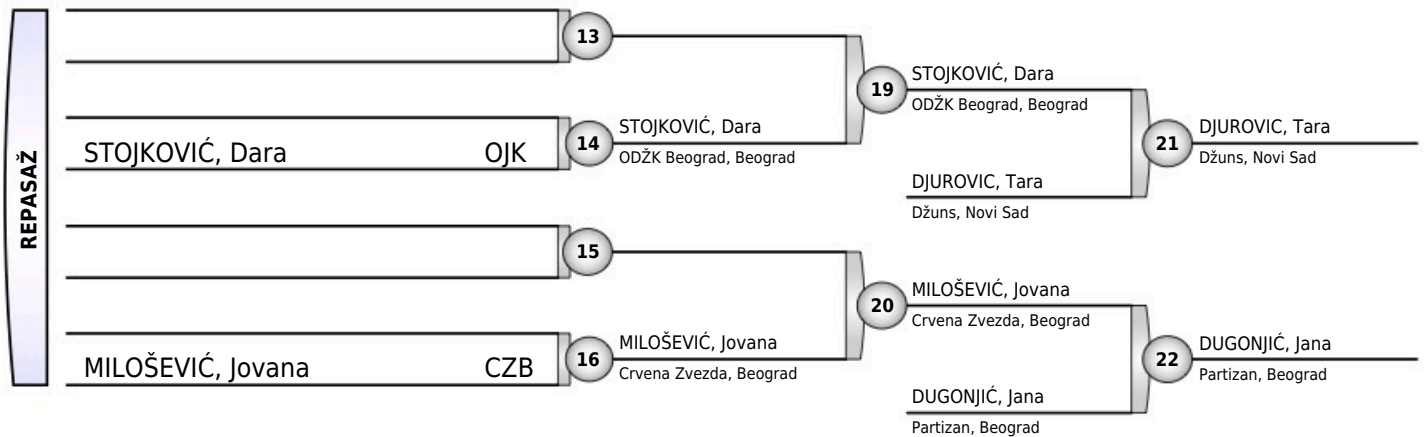 REPASAŽ
13
STOJKOVIĆ, Dara OJK
14
STOJKOVIĆ, Dara
ODŽK Beograd, Beograd
15
MILOŠEVIĆ, Jovana CZB
16
MILOŠEVIĆ, Jovana
Crvena Zvezda, Beograd
19
STOJKOVIĆ, Dara
ODŽK Beograd, Beograd
DJUROVIC, Tara
Džuns, Novi Sad
20
MILOŠEVIĆ, Jovana
Crvena Zvezda, Beograd
DUGONJIĆ, Jana
Partizan, Beograd
21
DJUROVIC, Tara
Džuns, Novi Sad
22
DUGONJIĆ, Jana
Partizan, Beograd